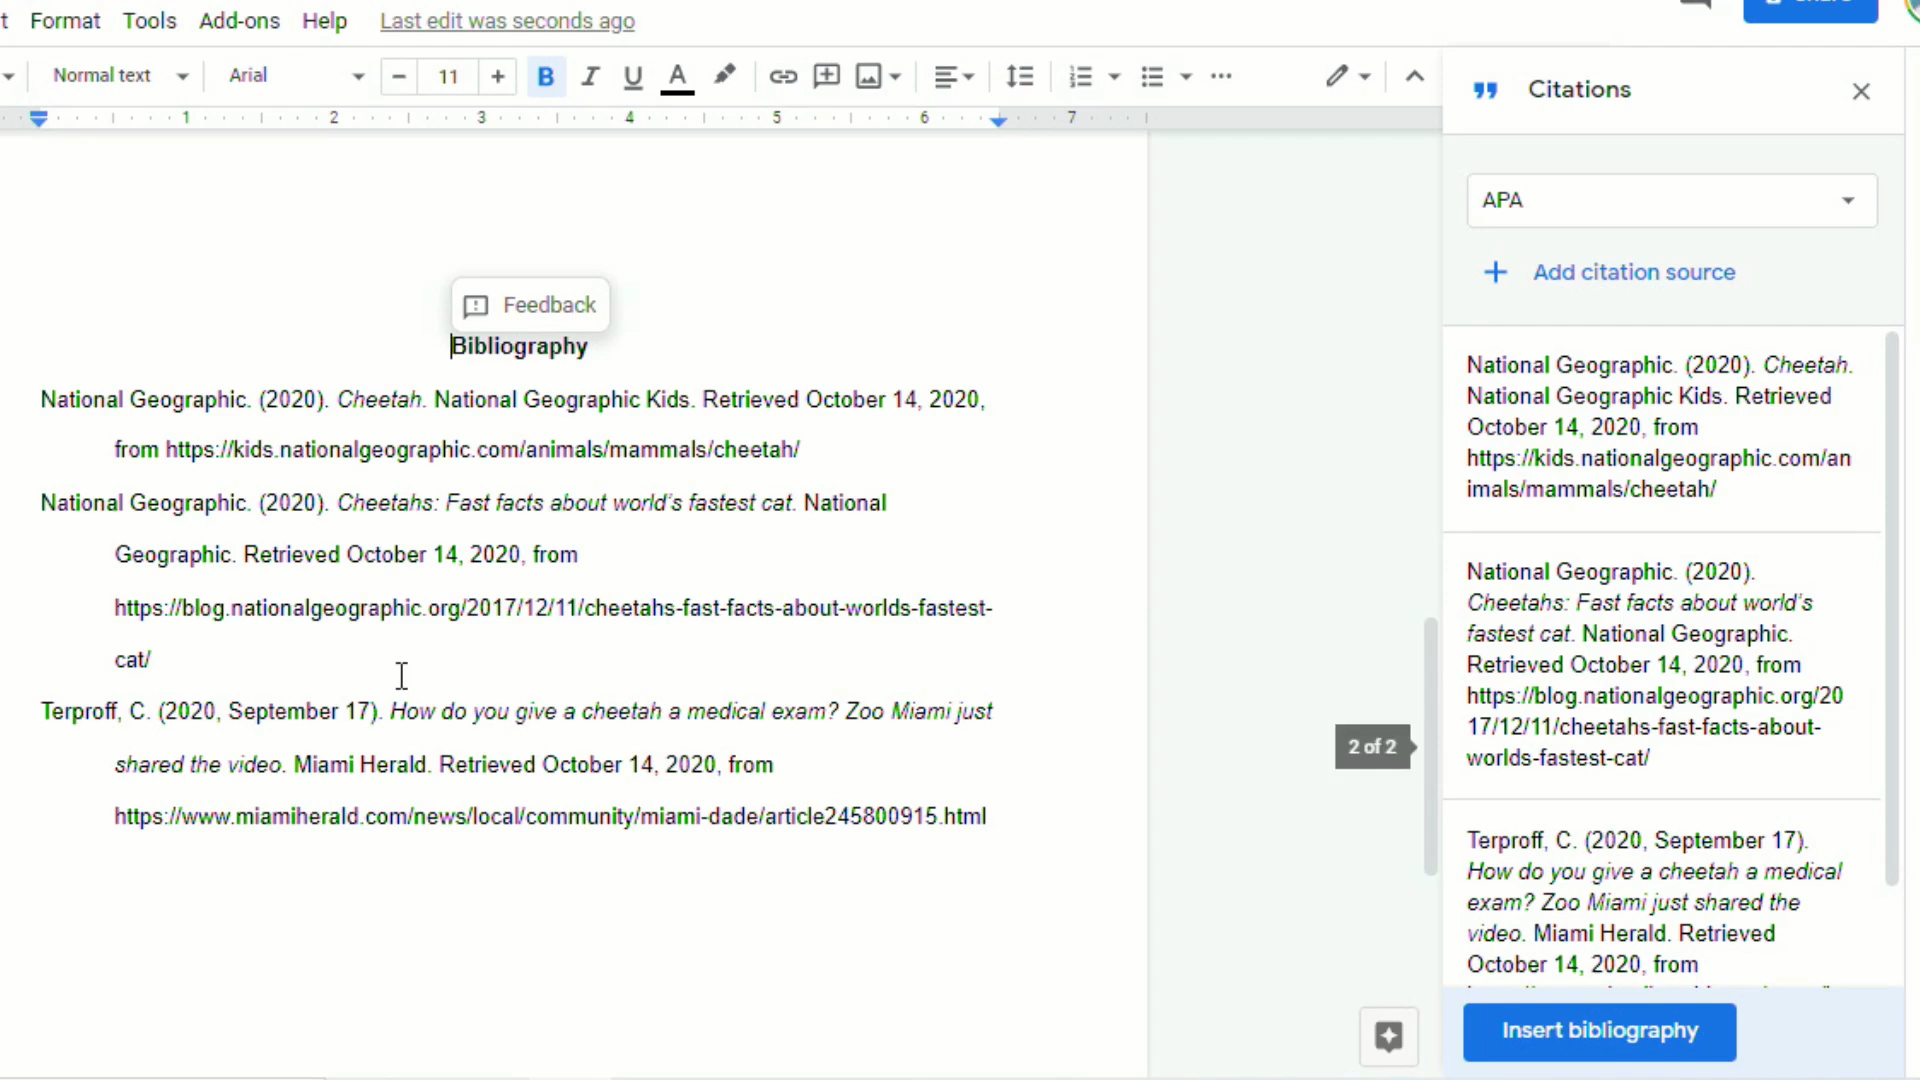 Format Tools Add-ons Help Last edit was seconds ago
Normal text Arial 11 B I U A
1 2 3 4 5 6 7
Feedback
Bibliography
National Geographic. (2020). Cheetah. National Geographic Kids. Retrieved October 14, 2020,
from https://kids.nationalgeographic.com/animals/mammals/cheetah/
National Geographic. (2020). Cheetahs: Fast facts about world's fastest cat. National
Geographic. Retrieved October 14, 2020, from
https://blog.nationalgeographic.org/2017/12/11/cheetahs-fast-facts-about-worlds-fastest-
cat/
Terproff, C. (2020, September 17). How do you give a cheetah a medical exam? Zoo Miami just
shared the video. Miami Herald. Retrieved October 14, 2020, from
https://www.miamiherald.com/news/local/community/miami-dade/article245800915.html
2 of 2
Citations
APA
Add citation source
National Geographic. (2020). Cheetah.
National Geographic Kids. Retrieved
October 14, 2020, from
https://kids.nationalgeographic.com/an
imals/mammals/cheetah/
National Geographic. (2020).
Cheetahs: Fast facts about world's
fastest cat. National Geographic.
Retrieved October 14, 2020, from
https://blog.nationalgeographic.org/20
17/12/11/cheetahs-fast-facts-about-
worlds-fastest-cat/
Terproff, C. (2020, September 17).
How do you give a cheetah a medical
exam? Zoo Miami just shared the
video. Miami Herald. Retrieved
October 14, 2020, from
Insert bibliography